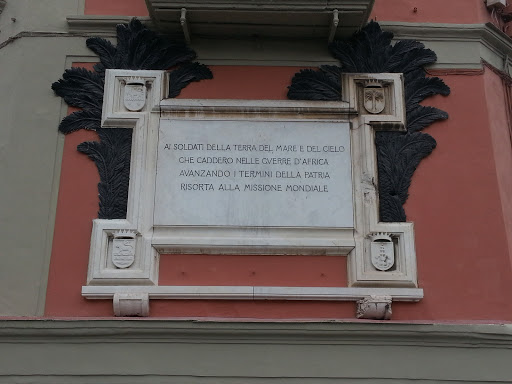 AI SOLDATI DELLA TERRA DEL MARE E DEL CIELO
CHE CADDERO NELLE GVERRE D'AFRICA
AVANZANDO I TERMINI DELLA PATRIA
RISORTA ALLA MISSIONE MONDIALE